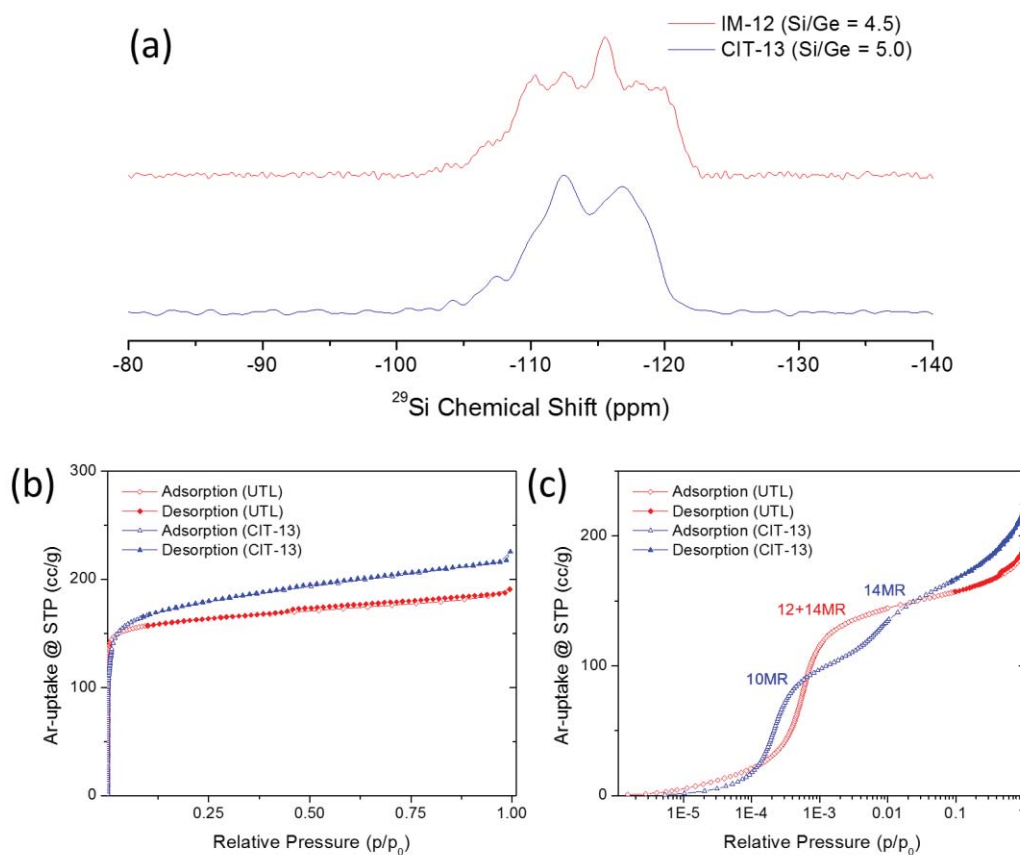 (a)
IM-12 (Si/Ge = 4.5)
CIT-13 (Si/Ge = 5.0)
-80 -90 -100 -110 -120 -130 -140
²⁹Si Chemical Shift (ppm)
(b)
Adsorption (UTL)
Desorption (UTL)
Adsorption (CIT-13)
Desorption (CIT-13)
300
200
100
0
Ar-uptake @ STP (cc/g)
0.25 0.50 0.75 1.00
Relative Pressure (p/p₀)
(c)
Adsorption (UTL)
Desorption (UTL)
Adsorption (CIT-13)
Desorption (CIT-13)
14MR
12+14MR
10MR
200
100
0
Ar-uptake @ STP (cc/g)
1E-5 1E-4 1E-3 0.01 0.1
Relative Pressure (p/p₀)